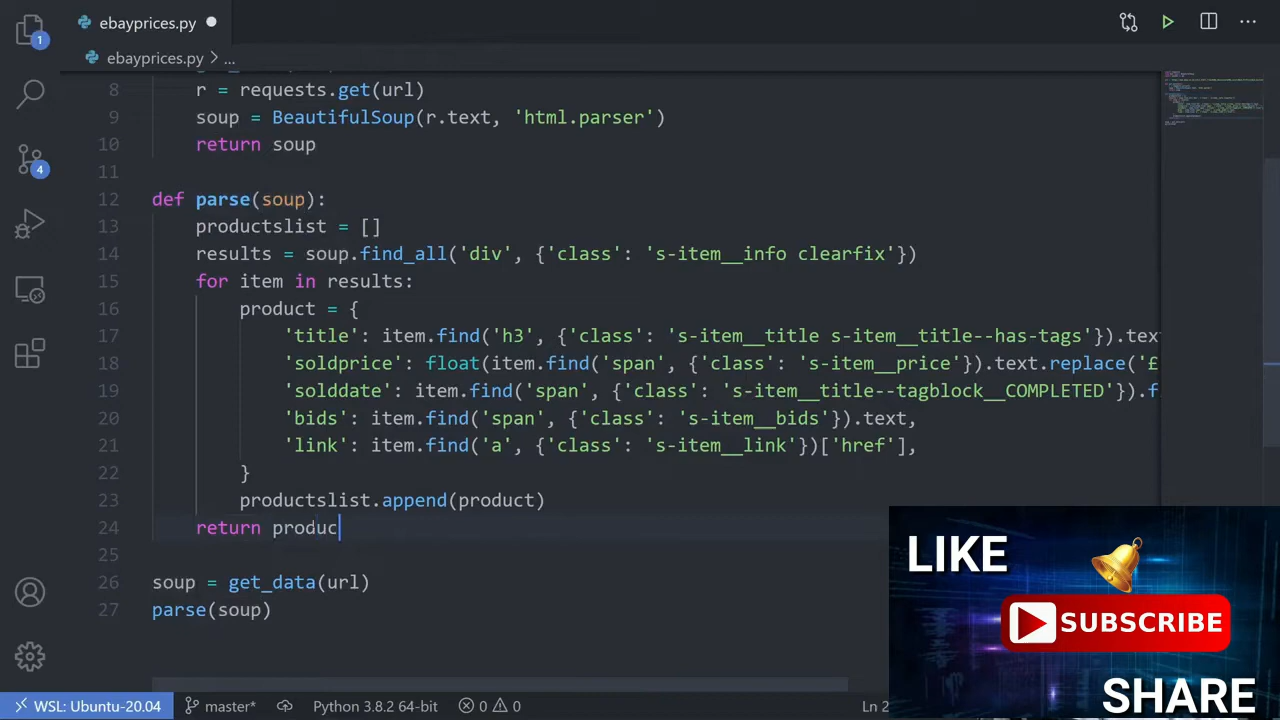 ebayprices.py
ebayprices.py > ...
1
4
8 r = requests.get(url)
9 soup = BeautifulSoup(r.text, 'html.parser')
10 return soup
11
12 def parse(soup):
13 productslist = []
14 results = soup.find_all('div', {'class': 's-item__info clearfix'})
15 for item in results:
16 product = {
17 'title': item.find('h3', {'class': 's-item__title s-item__title--has-tags'}).tex
18 'soldprice': float(item.find('span', {'class': 's-item__price'}).text.replace('£
19 'solddate': item.find('span', {'class': 's-item__title--tagblock__COMPLETED'}).f
20 'bids': item.find('span', {'class': 's-item__bids'}).text,
21 'link': item.find('a', {'class': 's-item__link'})['href'],
22 }
23 productslist.append(product)
24 return produc
25
26 soup = get_data(url)
27 parse(soup)
LIKE
SUBSCRIBE
SHARE
WSL: Ubuntu-20.04 master* Python 3.8.2 64-bit 0 0 Ln 2